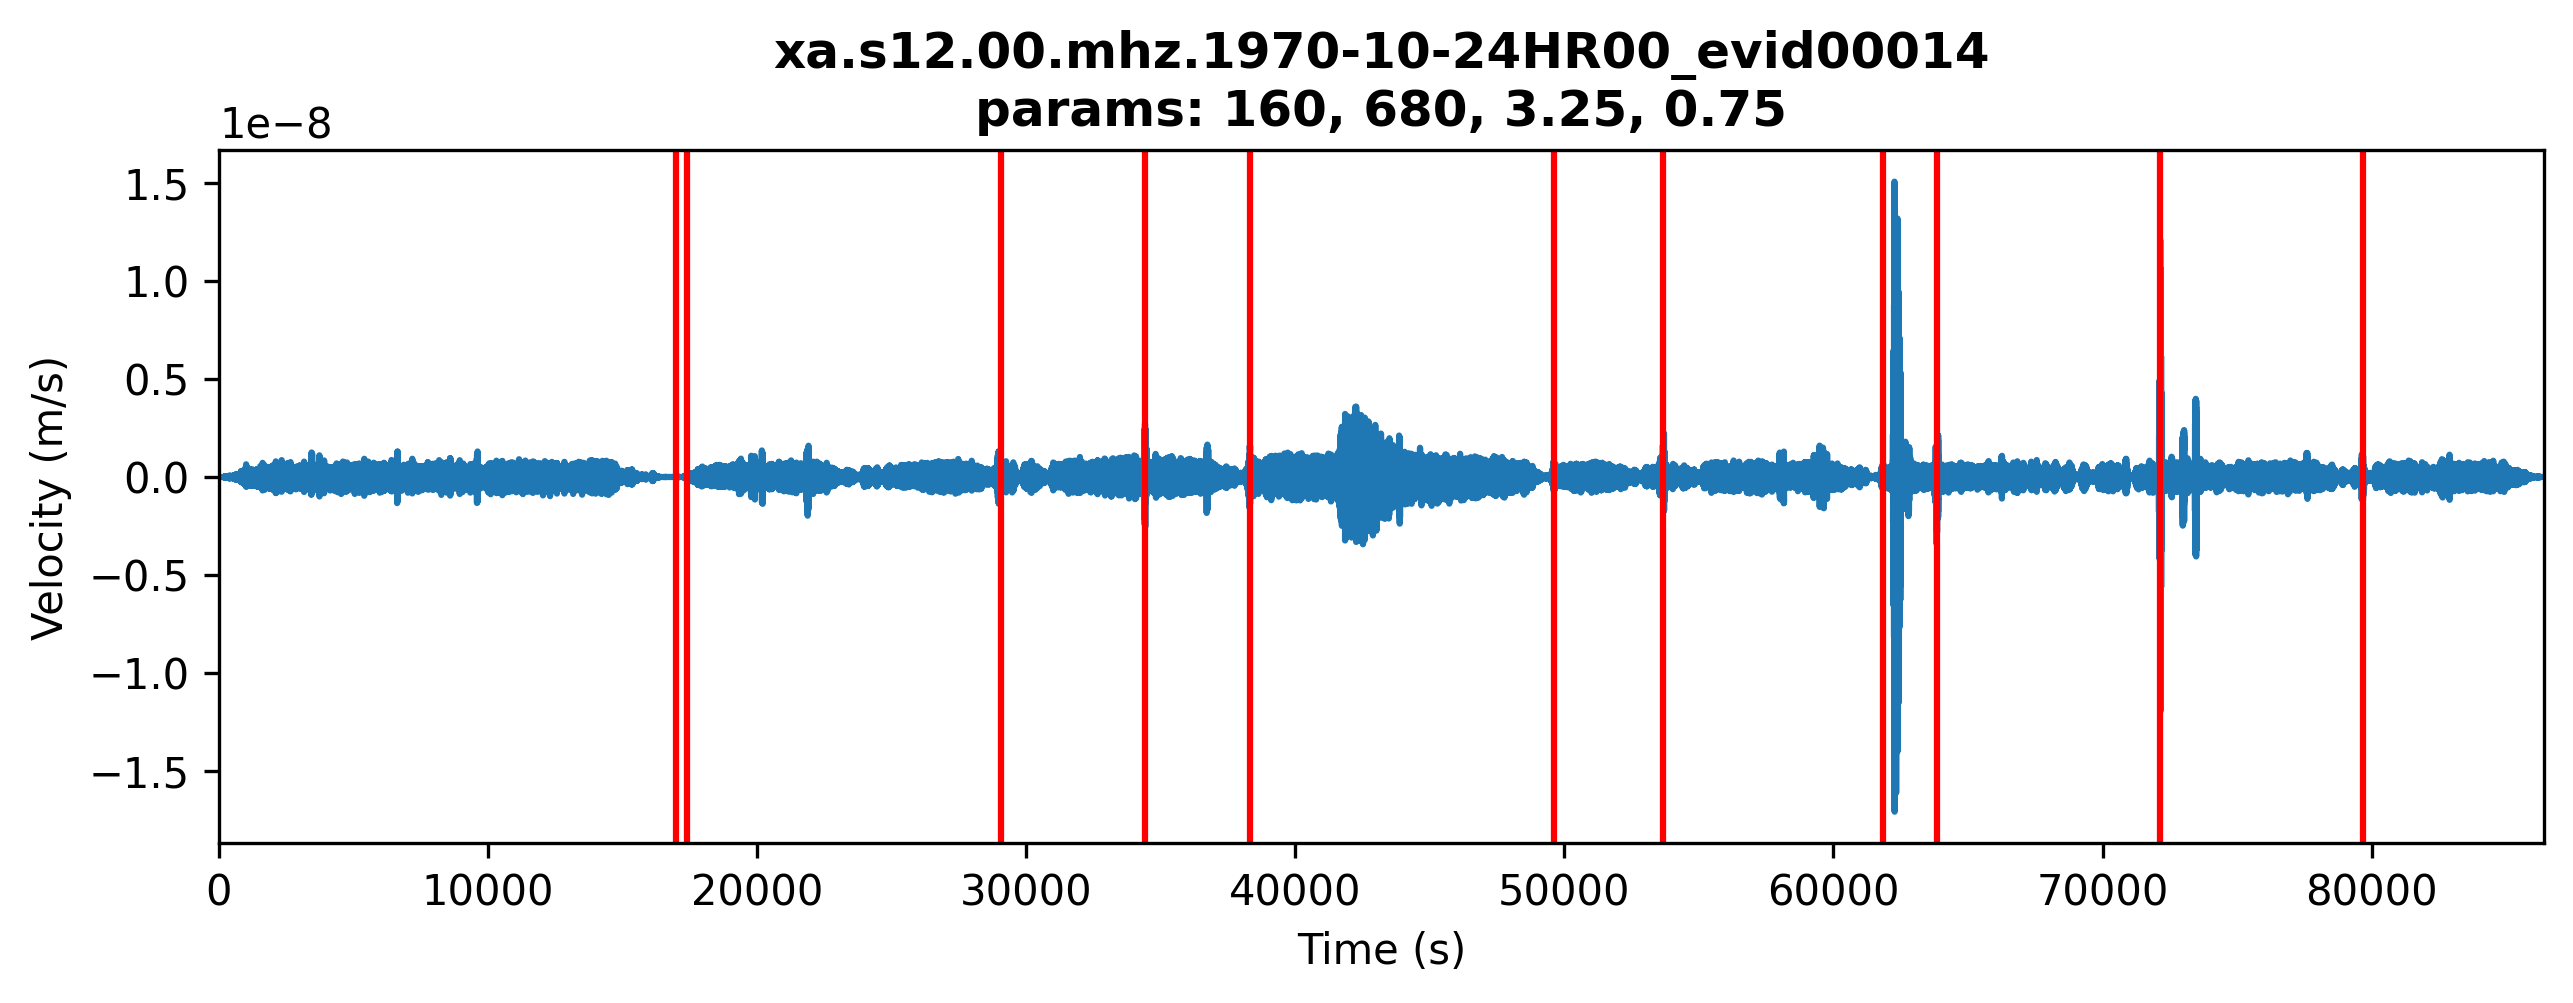 xa.s12.00.mhz.1970-10-24HR00_evid00014
params: 160, 680, 3.25, 0.75
1e−8
1.5
1.0
0.5
0.0
−0.5
−1.0
−1.5
Velocity (m/s)
0 10000 20000 30000 40000 50000 60000 70000 80000
Time (s)